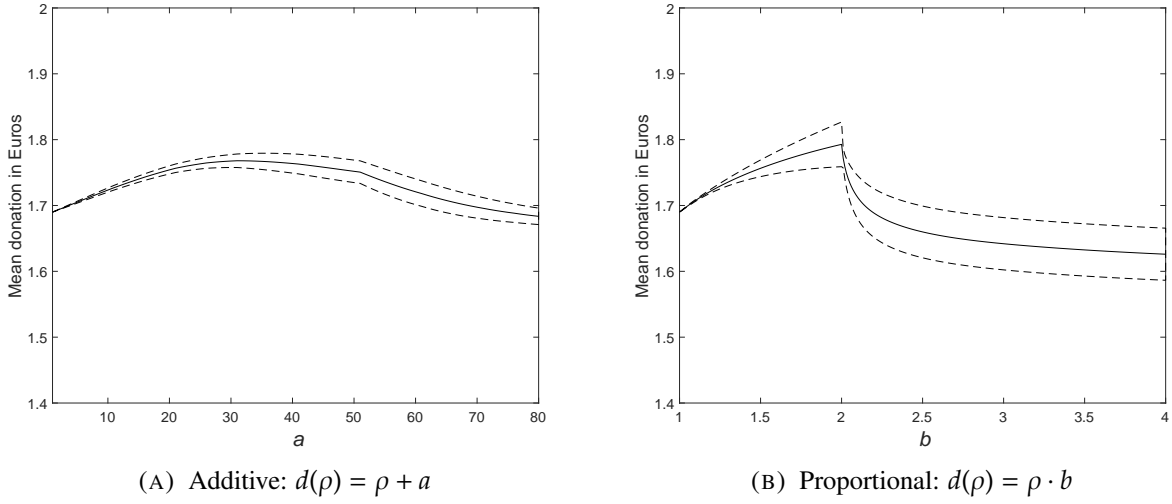 Mean donation in Euros
2
1.9
1.8
1.7
1.6
1.5
1.4
10 20 30 40 50 60 70 80
a
(A) Additive: d(ρ) = ρ + a
Mean donation in Euros
2
1.9
1.8
1.7
1.6
1.5
1.4
1 1.5 2 2.5 3 3.5 4
b
(B) Proportional: d(ρ) = ρ · b